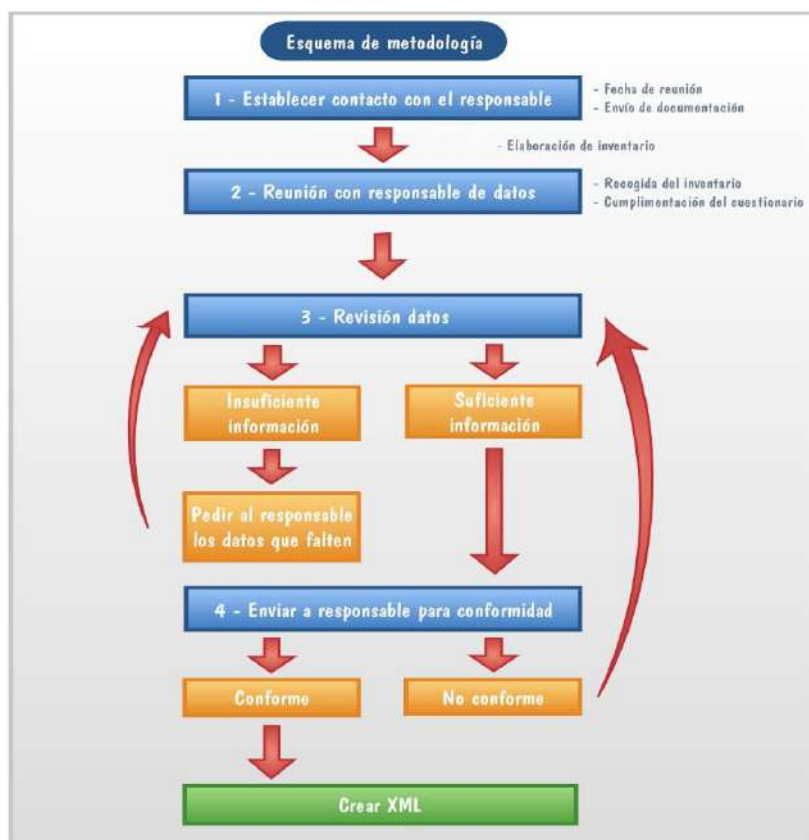 Esquema de metodología
1 - Establecer contacto con el responsable
- Fecha de reunión
- Envío de documentación
- Elaboración de inventario
2 - Reunión con responsable de datos
- Recogida del inventario
- Cumplimentación del cuestionario
3 - Revisión datos
Insuficiente
información
Suficiente
información
Pedir al responsable
los datos que falten
4 - Enviar a responsable para conformidad
Conforme
No conforme
Crear XML